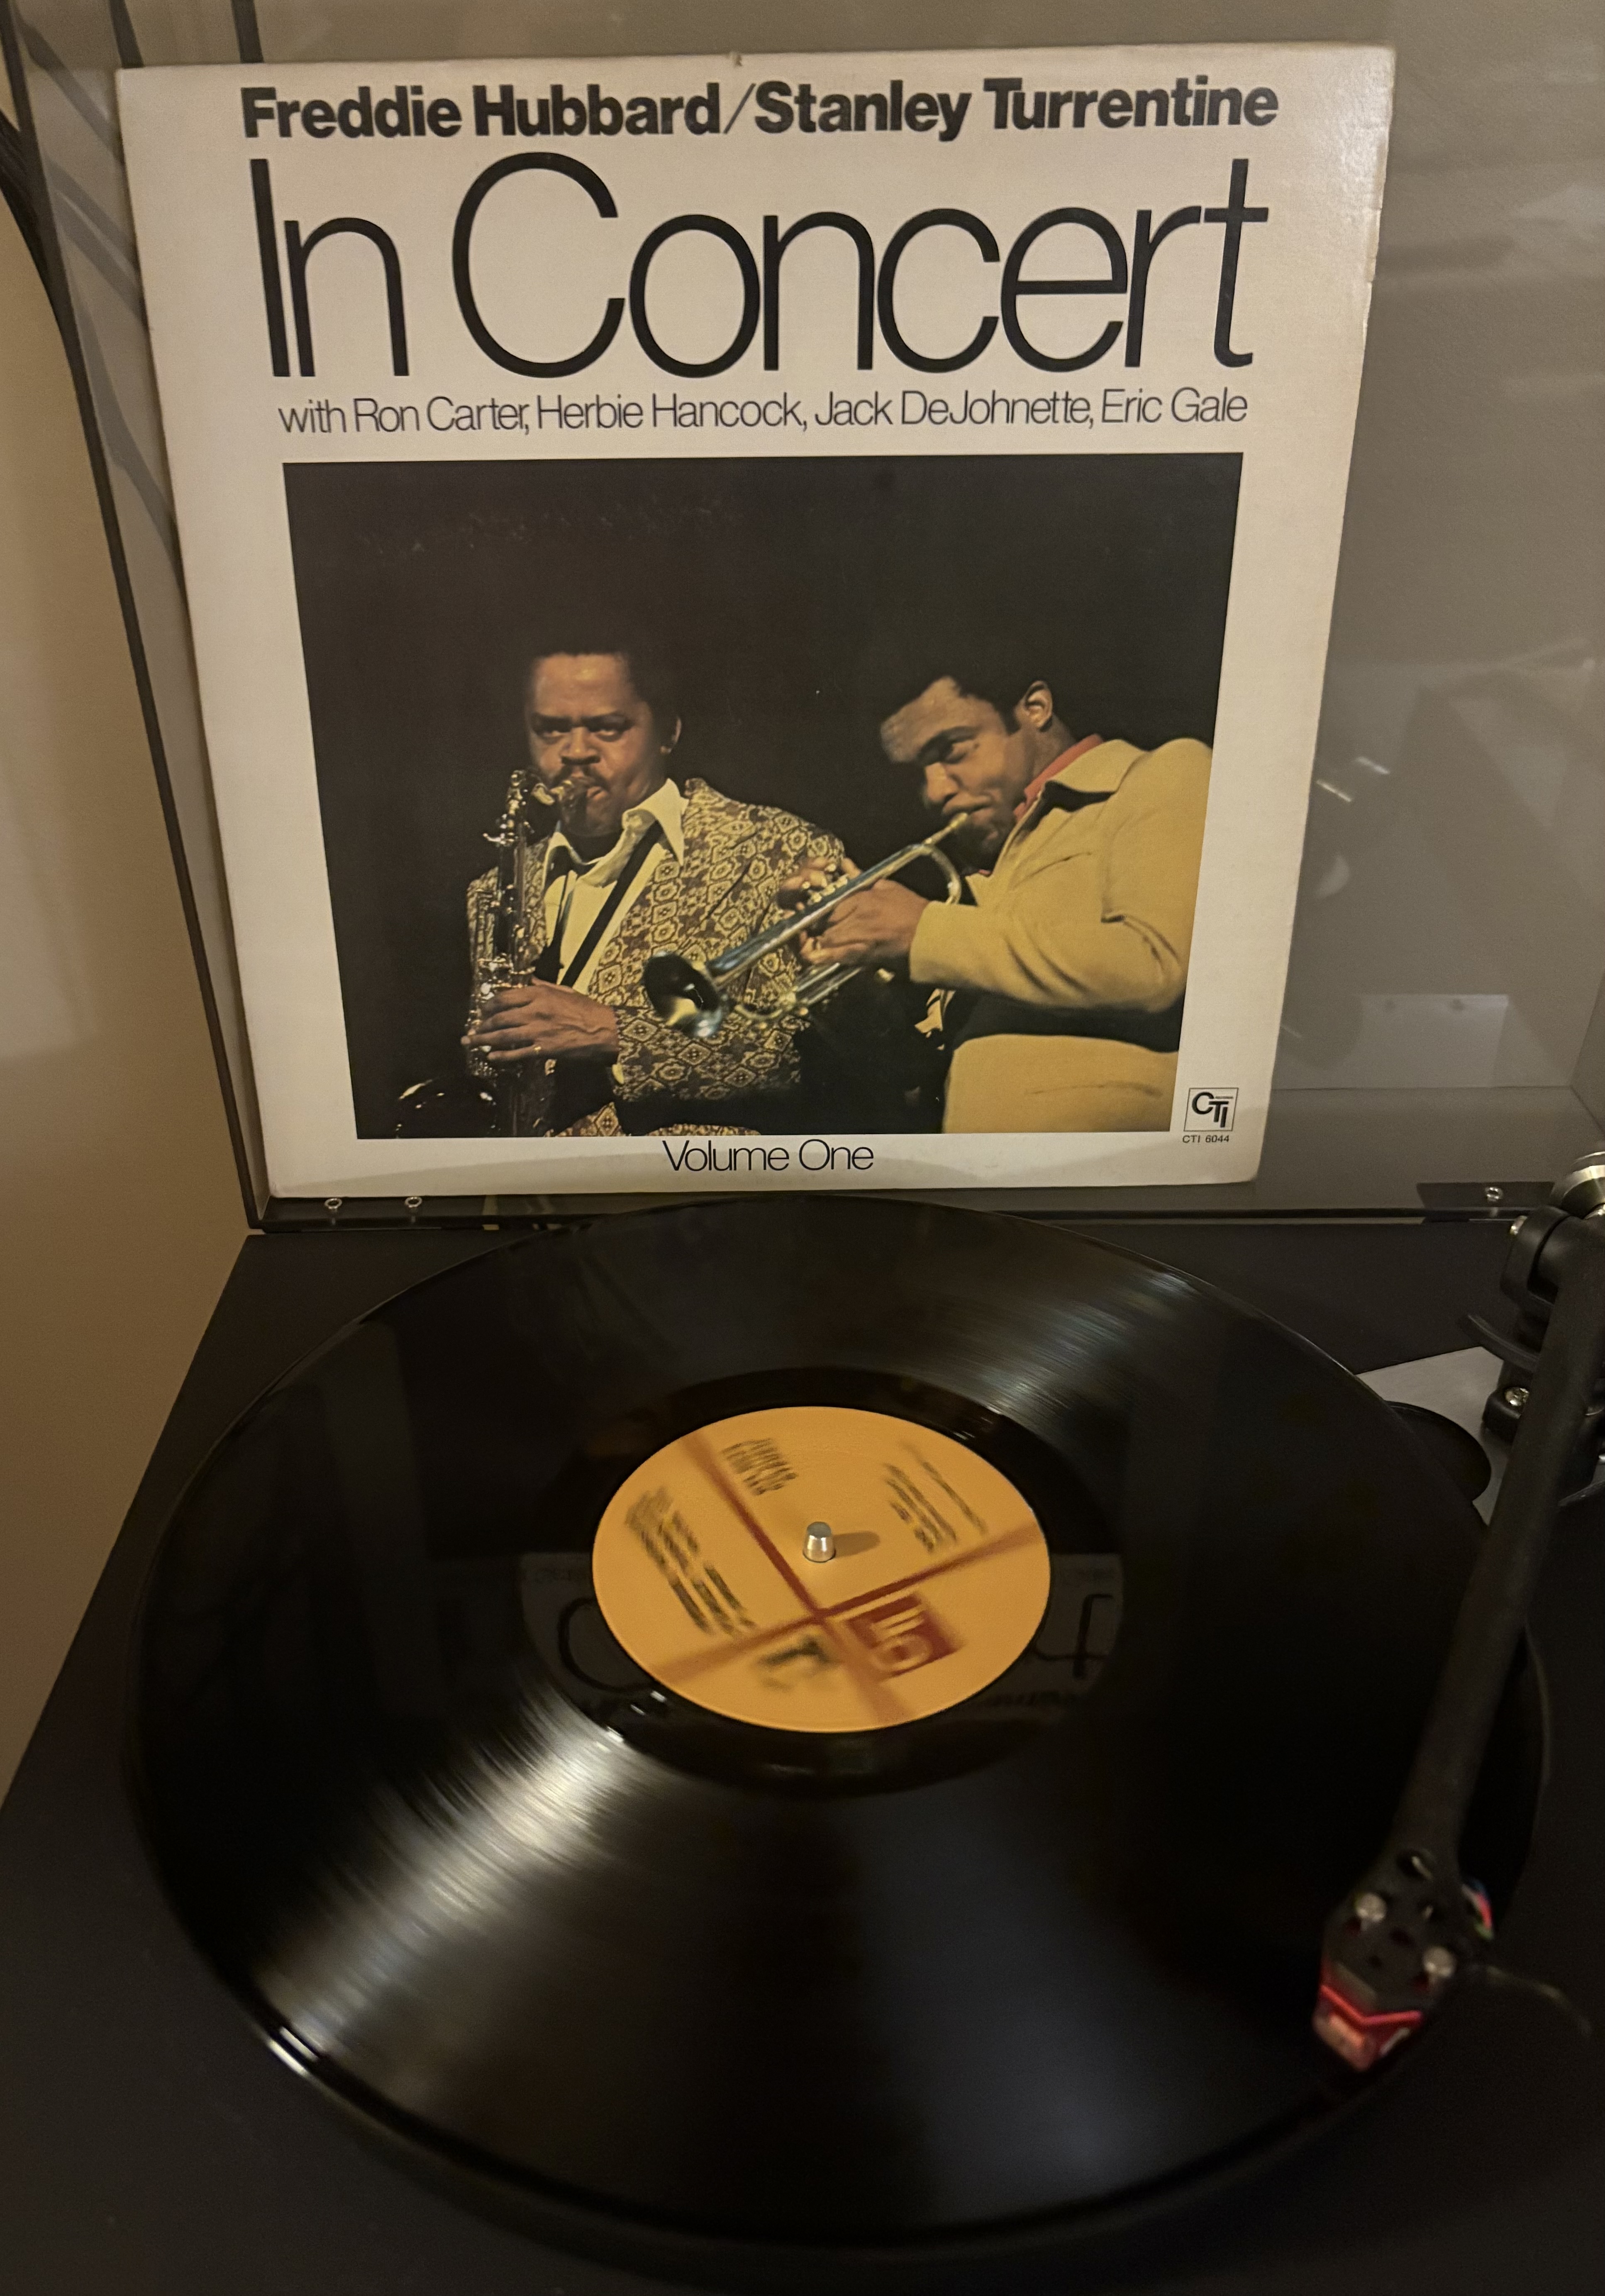 Freddie Hubbard/Stanley Turrentine
In Concert
with Ron Carter, Herbie Hancock, Jack DeJohnette, Eric Gale
CTI
CTI 6044
Volume One